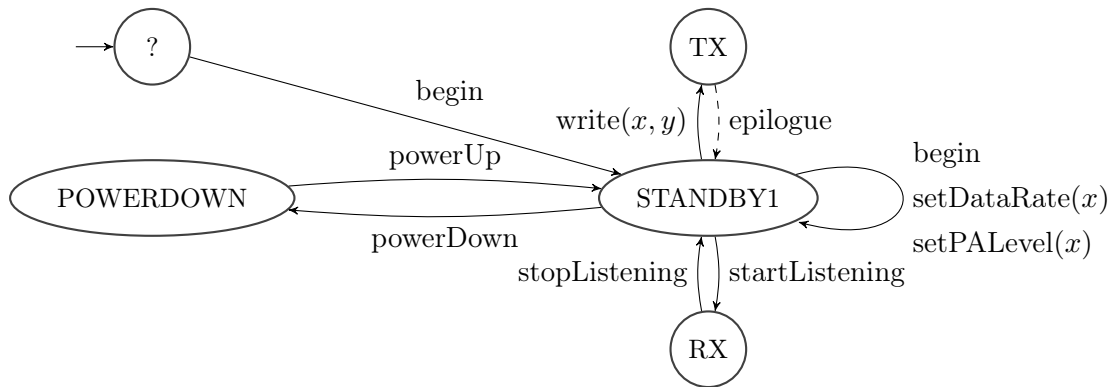 ?
TX
begin
write(x, y)
epilogue
powerUp
POWERDOWN
STANDBY1
begin
setDataRate(x)
setPALevel(x)
powerDown
stopListening
startListening
RX